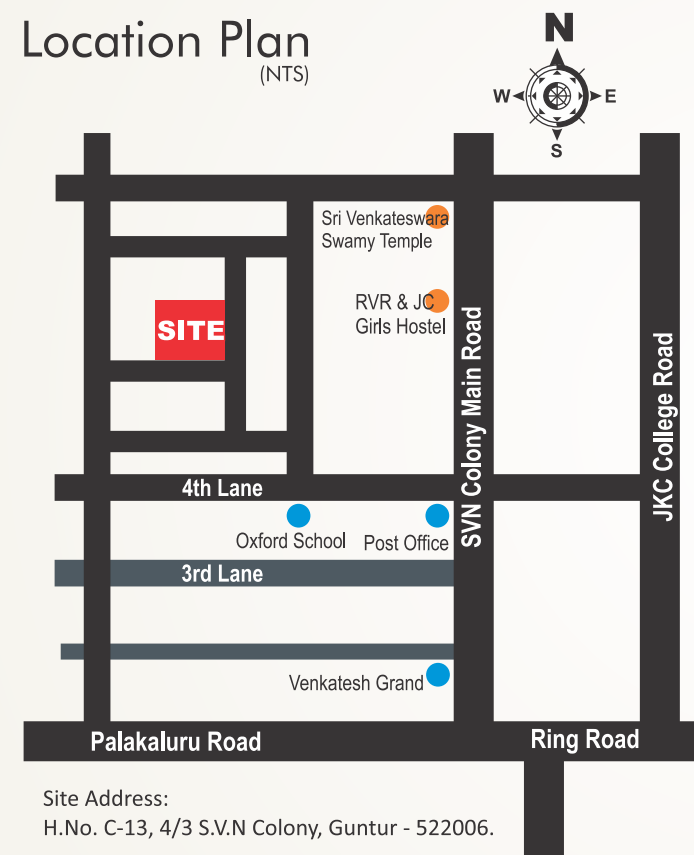 Location Plan
(NTS)
N
W
E
S
Sri Venkateswara
Swamy Temple
RVR & JC
Girls Hostel
SITE
SVN Colony Main Road
JKC College Road
4th Lane
Oxford School
Post Office
3rd Lane
Venkatesh Grand
Palakaluru Road
Ring Road
Site Address:
H.No. C-13, 4/3 S.V.N Colony, Guntur - 522006.